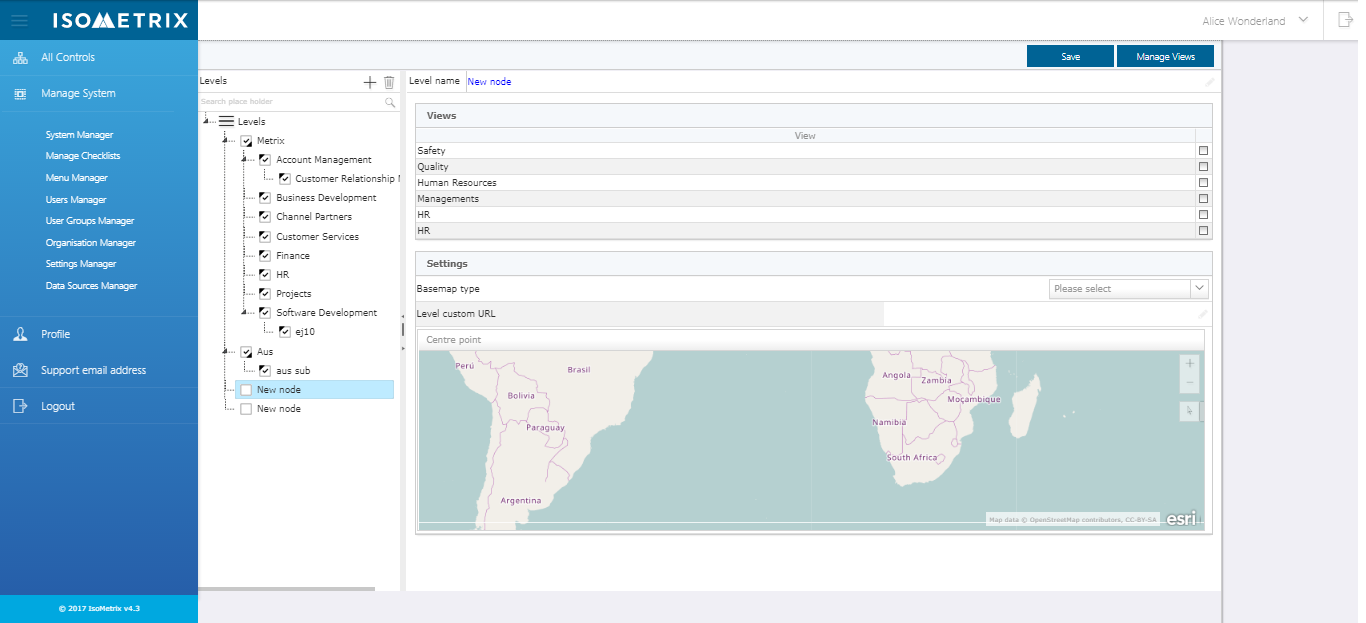 ISOMETRIX
Alice Wonderland
All Controls
Manage System
System Manager
Manage Checklists
Menu Manager
Users Manager
User Groups Manager
Organisation Manager
Settings Manager
Data Sources Manager
Profile
Support email address
Logout
© 2017 IsoMetrix v4.3
Save
Manage Views
Levels
Search place holder
Levels
Metrix
Account Management
Customer Relationship
Business Development
Channel Partners
Customer Services
Finance
HR
Projects
Software Development
ej10
Aus
aus sub
New node
New node
Level name New node
Views
View
Safety
Quality
Human Resources
Managements
HR
HR
Settings
Basemap type Please select
Level custom URL
Centre point
Perú
Brasil
Bolivia
Paraguay
Argentina
Angola
Zambia
Moçambique
Namibia
South Africa
+
−
Map data © OpenStreetMap contributors, CC-BY-SA
esri